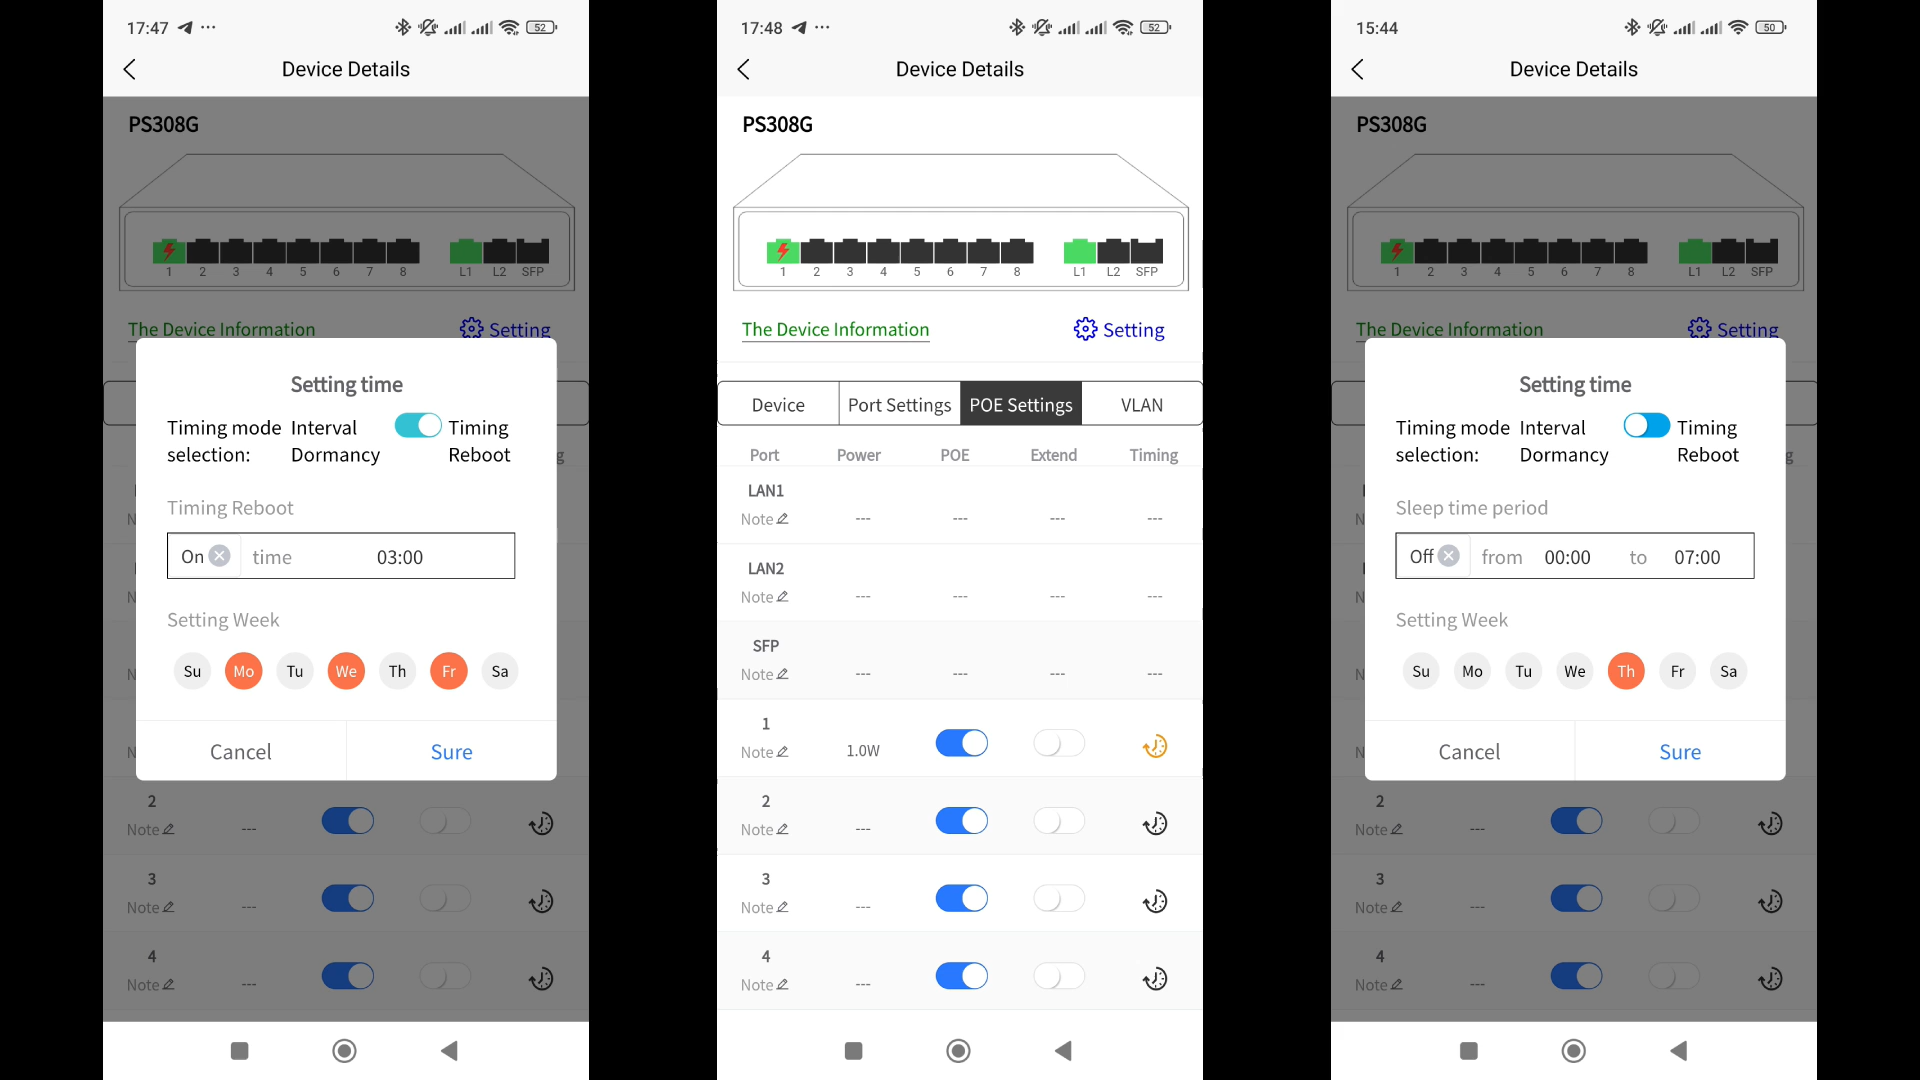 17:47 52
Device Details
PS308G
1 2 3 4 5 6 7 8 L1 L2 SFP
The Device Information Setting
Setting time
Timing mode selection: Interval Dormancy Timing Reboot
Timing Reboot
On time 03:00
Setting Week
Su Mo Tu We Th Fr Sa
Cancel Sure
2
Note ---
3
Note ---
4
Note ---
17:48 52
Device Details
PS308G
1 2 3 4 5 6 7 8 L1 L2 SFP
The Device Information Setting
Device Port Settings POE Settings VLAN
Port Power POE Extend Timing
LAN1
Note --- --- --- ---
LAN2
Note --- --- --- ---
SFP
Note --- --- --- ---
1
Note 1.0W
2
Note ---
3
Note ---
4
Note ---
15:44 50
Device Details
PS308G
1 2 3 4 5 6 7 8 L1 L2 SFP
The Device Information Setting
Setting time
Timing mode selection: Interval Dormancy Timing Reboot
Sleep time period
Off from 00:00 to 07:00
Setting Week
Su Mo Tu We Th Fr Sa
Cancel Sure
2
Note ---
3
Note ---
4
Note ---